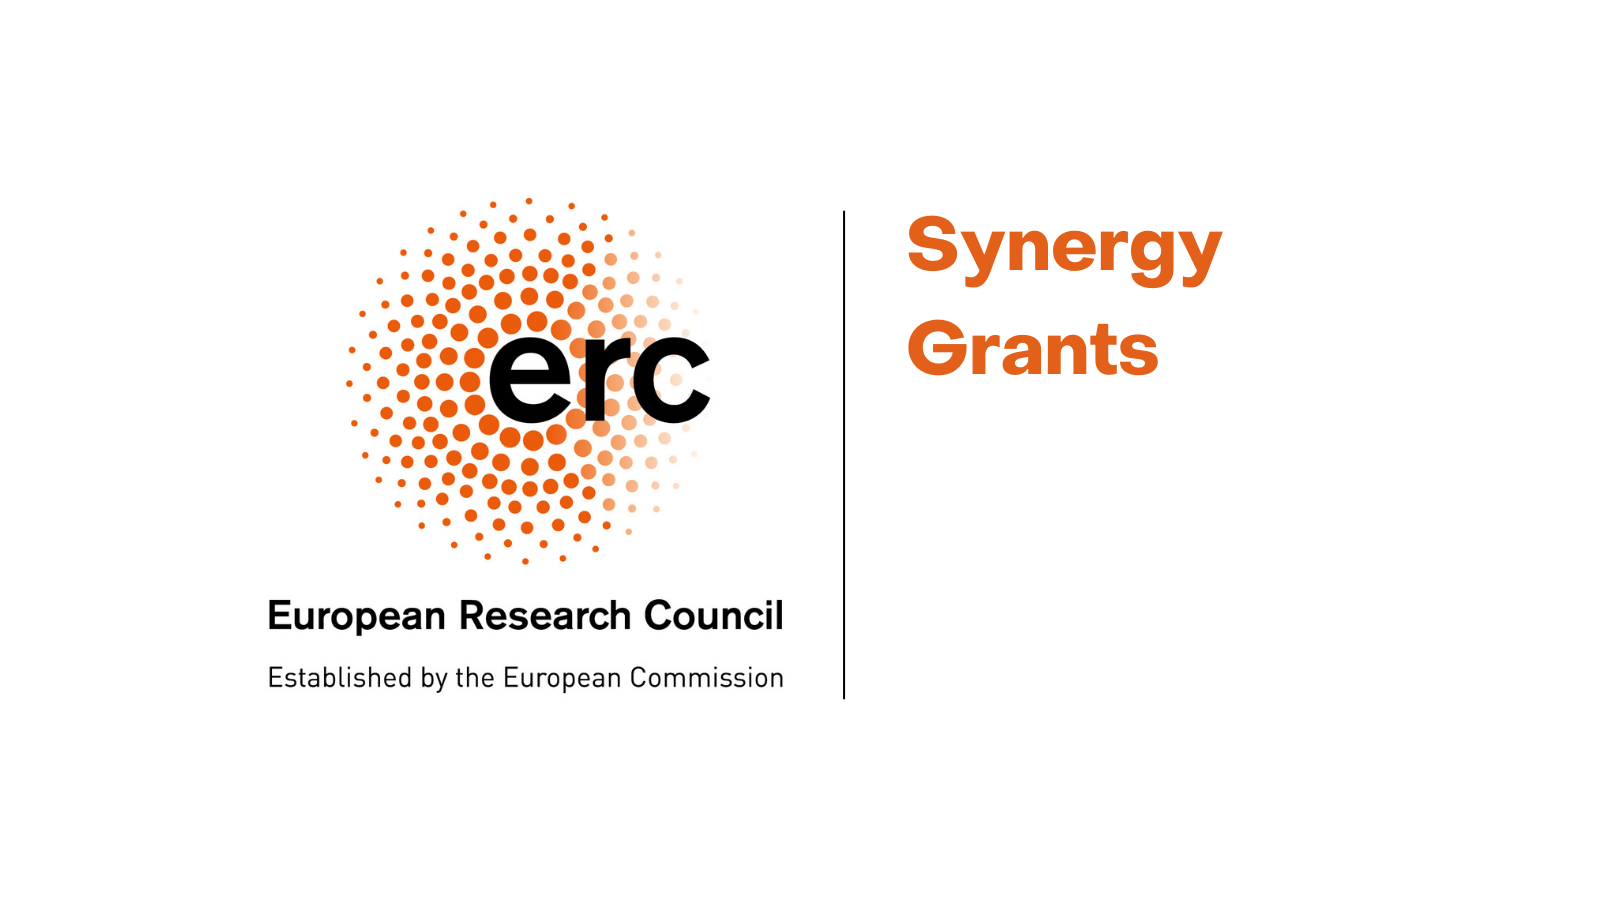 erc
European Research Council
Established by the European Commission
Synergy
Grants